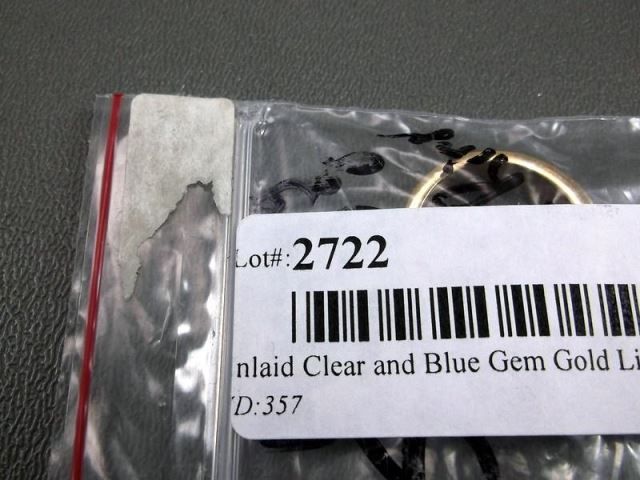 Lot#:2722
nlaid Clear and Blue Gem Gold Li
D:357